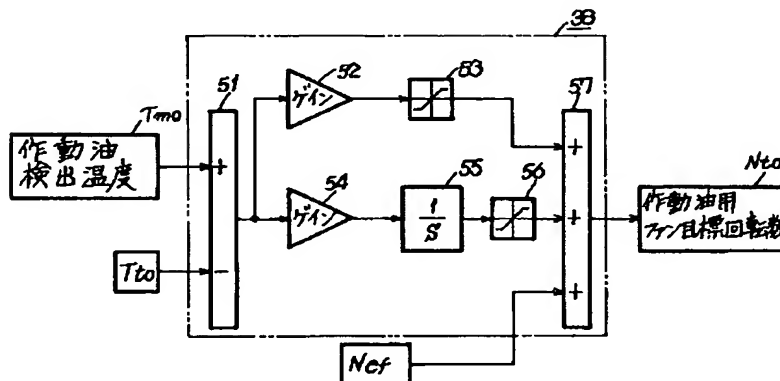 38
52
53
51
57
Tmo
ゲイン
作動油
検出温度
+
+
Nto
54
55
56
ゲイン
1
S
+
作動油用
ファン目標回転数
Tto
−
+
Nef